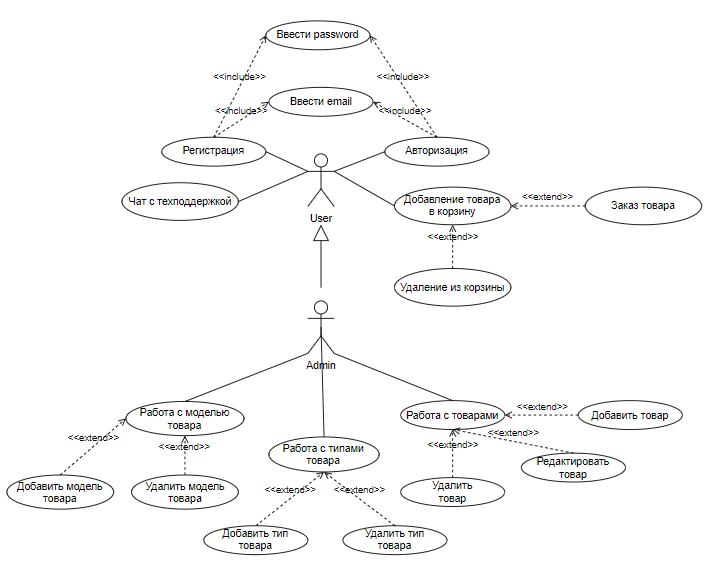 Ввести password
<<include>>
<<include>>
Ввести email
<<include>>
<<include>>
Регистрация
Авторизация
Чат с техподдержкой
User
Добавление товара
в корзину
<<extend>>
Заказ товара
<<extend>>
Удаление из корзины
Admin
Работа с моделью
товара
Работа с товарами
<<extend>>
Добавить товар
<<extend>>
<<extend>>
<<extend>>
<<extend>>
Работа с типами
товара
Редактировать
товар
Добавить модель
товара
Удалить модель
товара
<<extend>>
<<extend>>
Удалить
товар
Добавить тип
товара
Удалить тип
товара